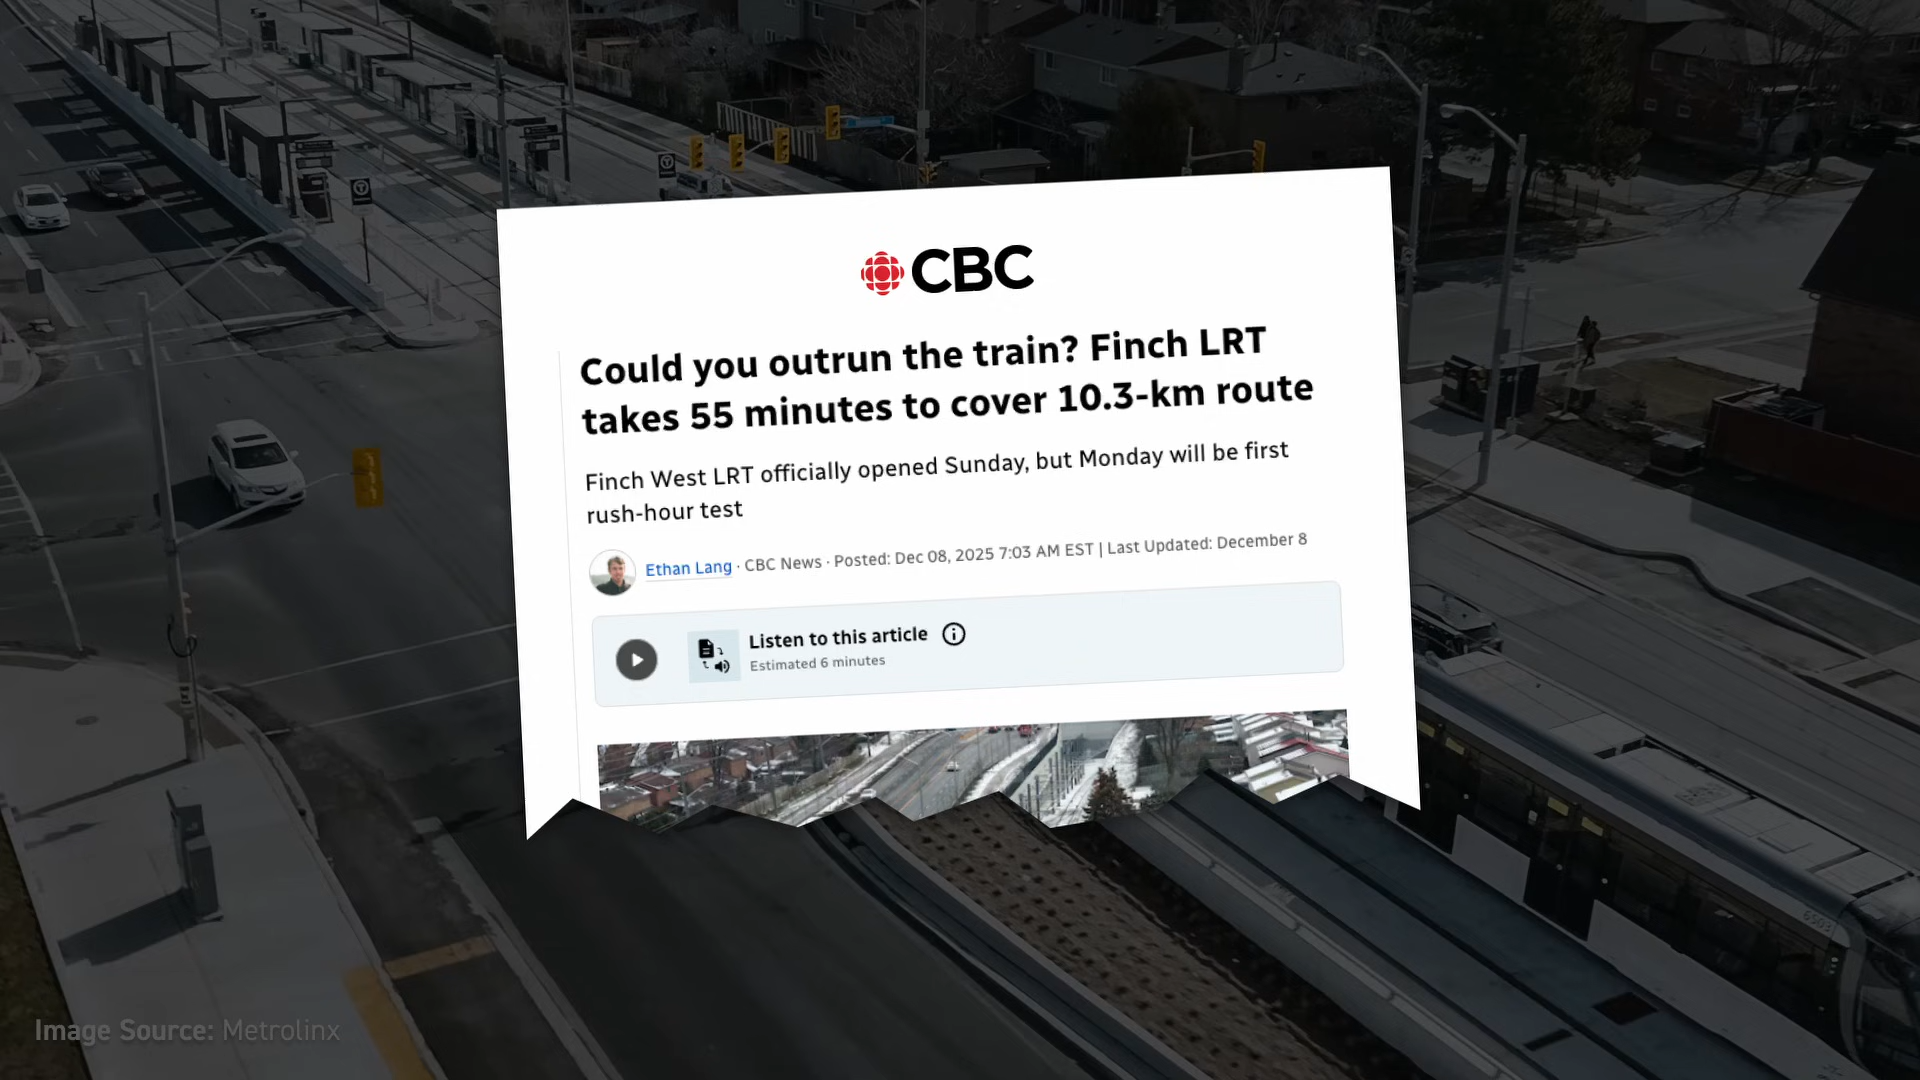 CBC
Could you outrun the train? Finch LRT
takes 55 minutes to cover 10.3-km route
Finch West LRT officially opened Sunday, but Monday will be first
rush-hour test
Ethan Lang · CBC News · Posted: Dec 08, 2025 7:03 AM EST | Last Updated: December 8
Listen to this article
Estimated 6 minutes
6503
Image Source: Metrolinx